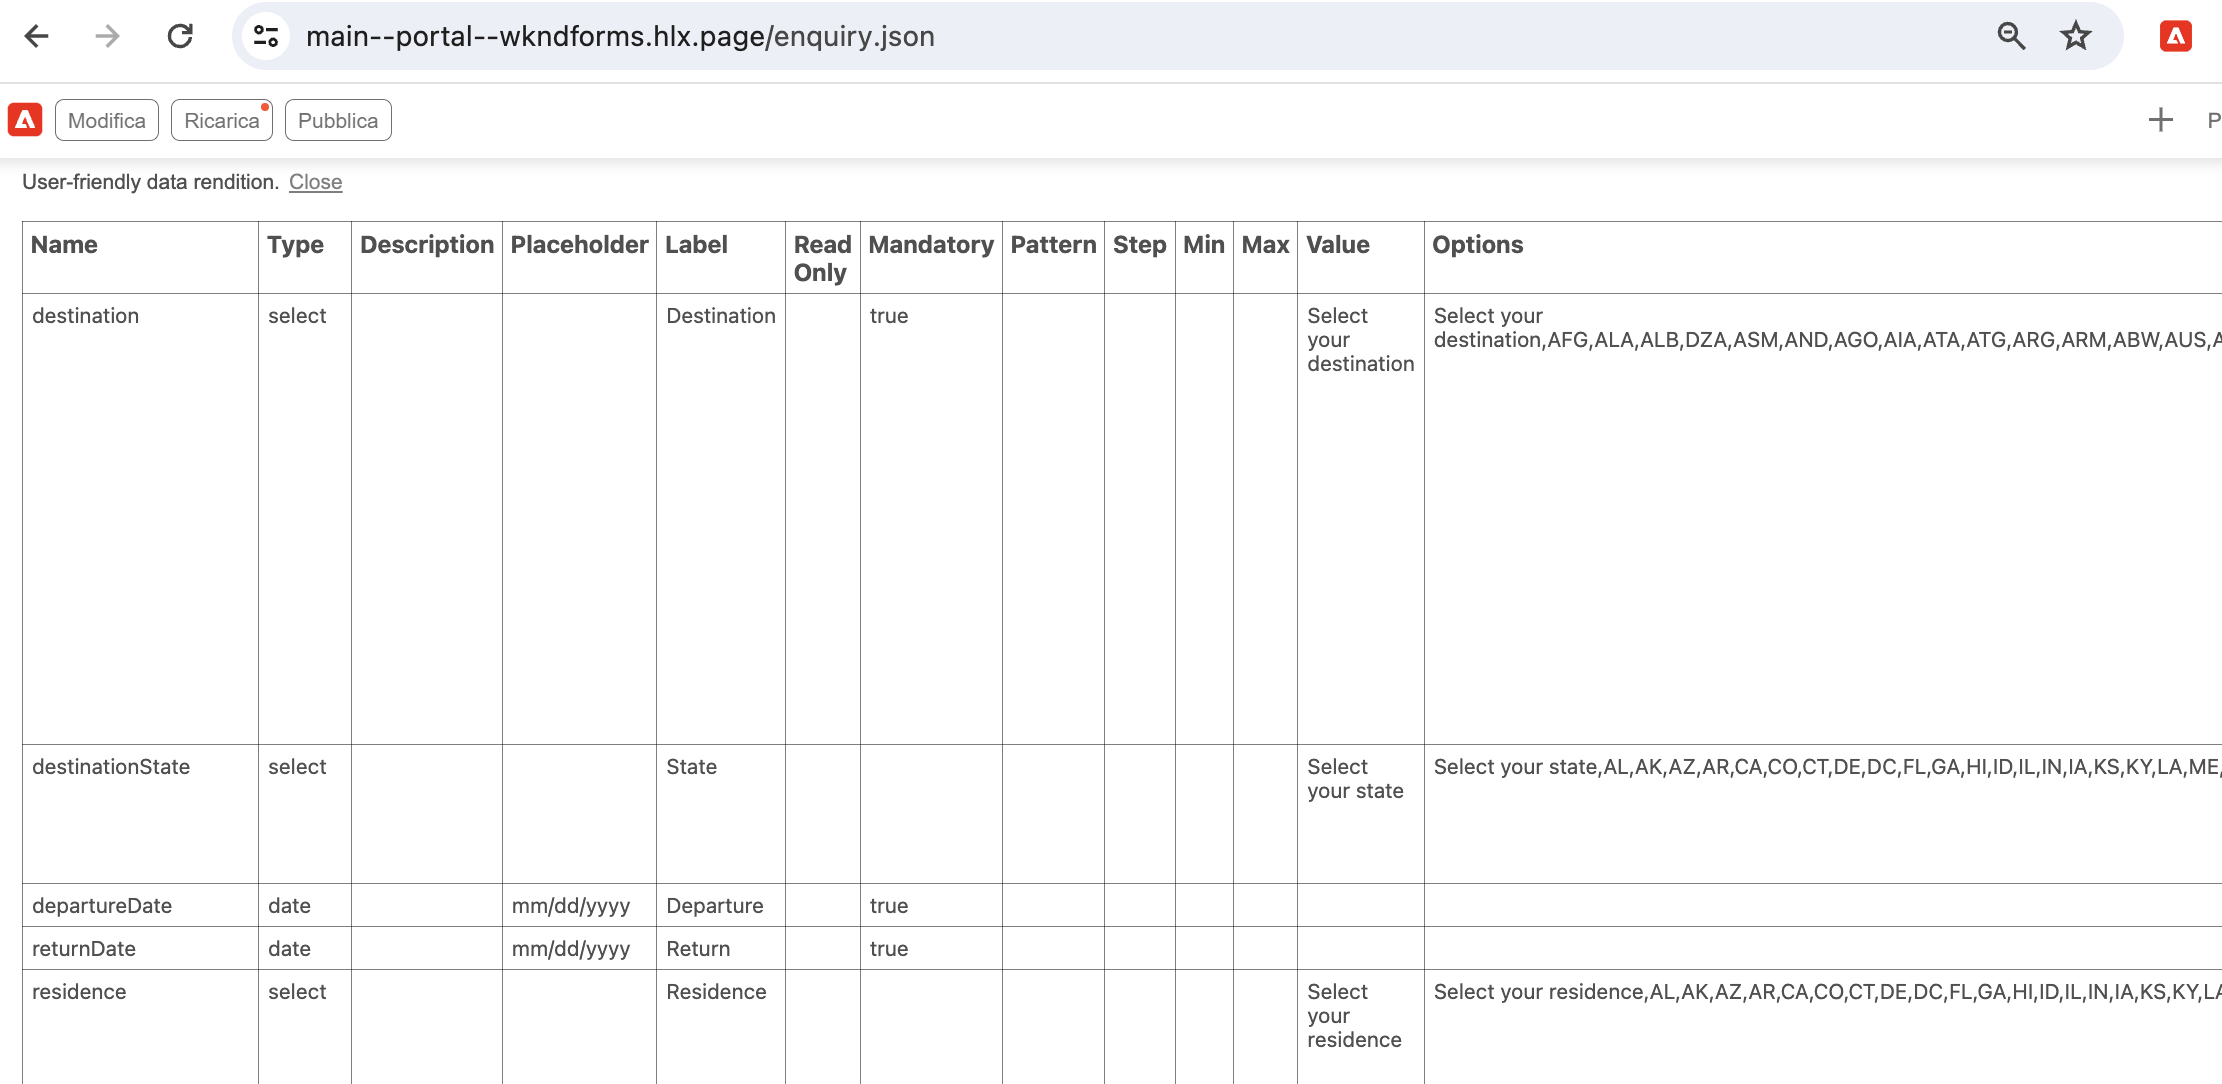 main--portal--wkndforms.hlx.page/enquiry.json
Modifica Ricarica Pubblica
User-friendly data rendition. Close
Name Type Description Placeholder Label Read Only Mandatory Pattern Step Min Max Value Options
destination select Destination true Select your destination Select your
destination,AFG,ALA,ALB,DZA,ASM,AND,AGO,AIA,ATA,ATG,ARG,ARM,ABW,AUS,
destinationState select State Select your state Select your state,AL,AK,AZ,AR,CA,CO,CT,DE,DC,FL,GA,HI,ID,IL,IN,IA,KS,KY,LA,ME,
departureDate date mm/dd/yyyy Departure true
returnDate date mm/dd/yyyy Return true
residence select Residence Select your residence Select your residence,AL,AK,AZ,AR,CA,CO,CT,DE,DC,FL,GA,HI,ID,IL,IN,IA,KS,KY,LA